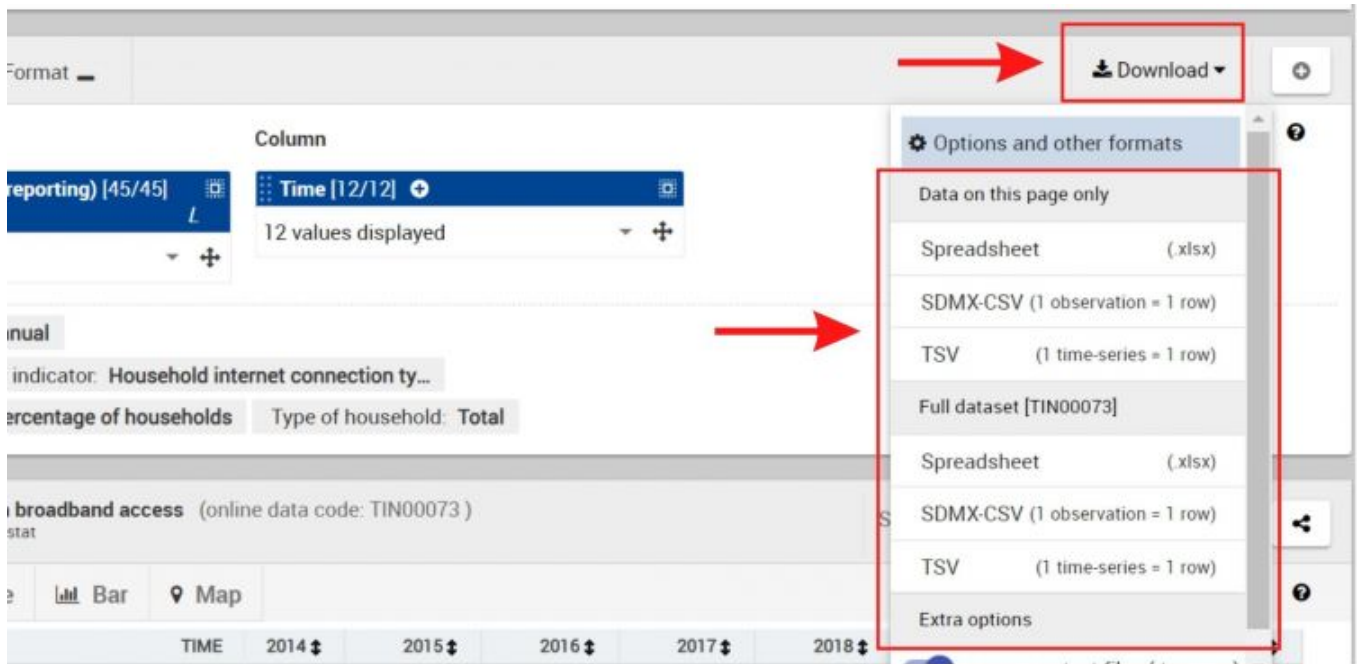 Format
Download
Column
Options and other formats
reporting) [45/45]
Time [12/12]
Data on this page only
L
12 values displayed
Spreadsheet (.xlsx)
SDMX-CSV (1 observation = 1 row)
TSV (1 time-series = 1 row)
indicator: Household internet connection ty...
Full dataset [TIN00073]
percentage of households Type of household: Total
Spreadsheet (.xlsx)
broadband access (online data code: TIN00073 )
SDMX-CSV (1 observation = 1 row)
stat
TSV (1 time-series = 1 row)
Bar Map
Extra options
TIME 2014 2015 2016 2017 2018